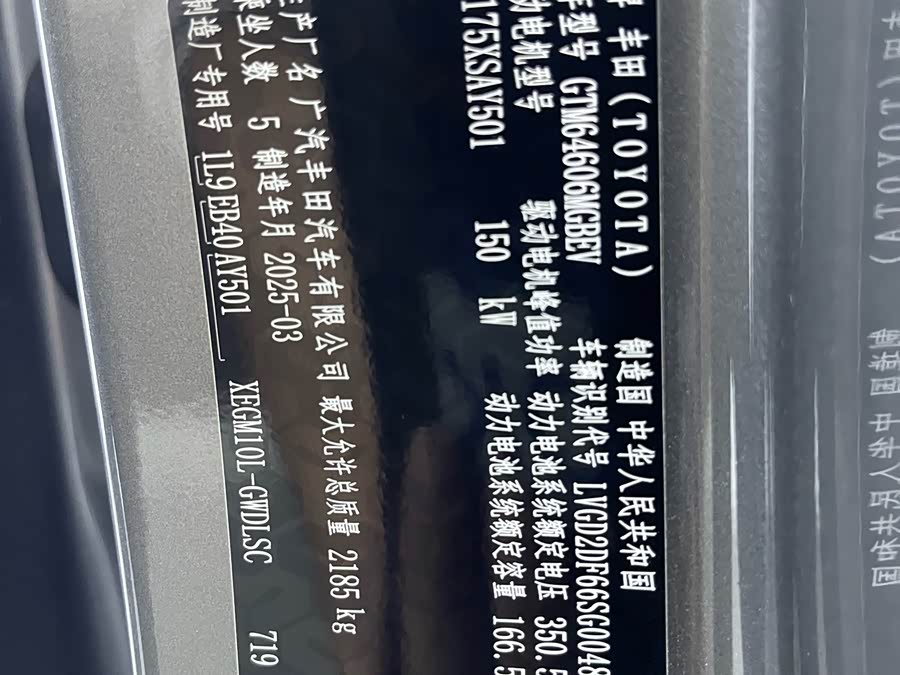 丰田(TOYOTA) 制造国 中华人民共和国
型号 GTM64606MGBEV 车辆识别代号 LVGD2DF66SG0048
动电机型号 驱动电机峰值功率 动力电池系统额定电压 350.5
175XSAY501 150 kW 动力电池系统额定容量 166.5
产厂名 广汽丰田汽车有限公司 最大允许总质量 2185 kg
坐人数 5 制造年月 2025-03
制造厂专用号 1L9EB40AY501 XEGM10L-GWDLSC 719